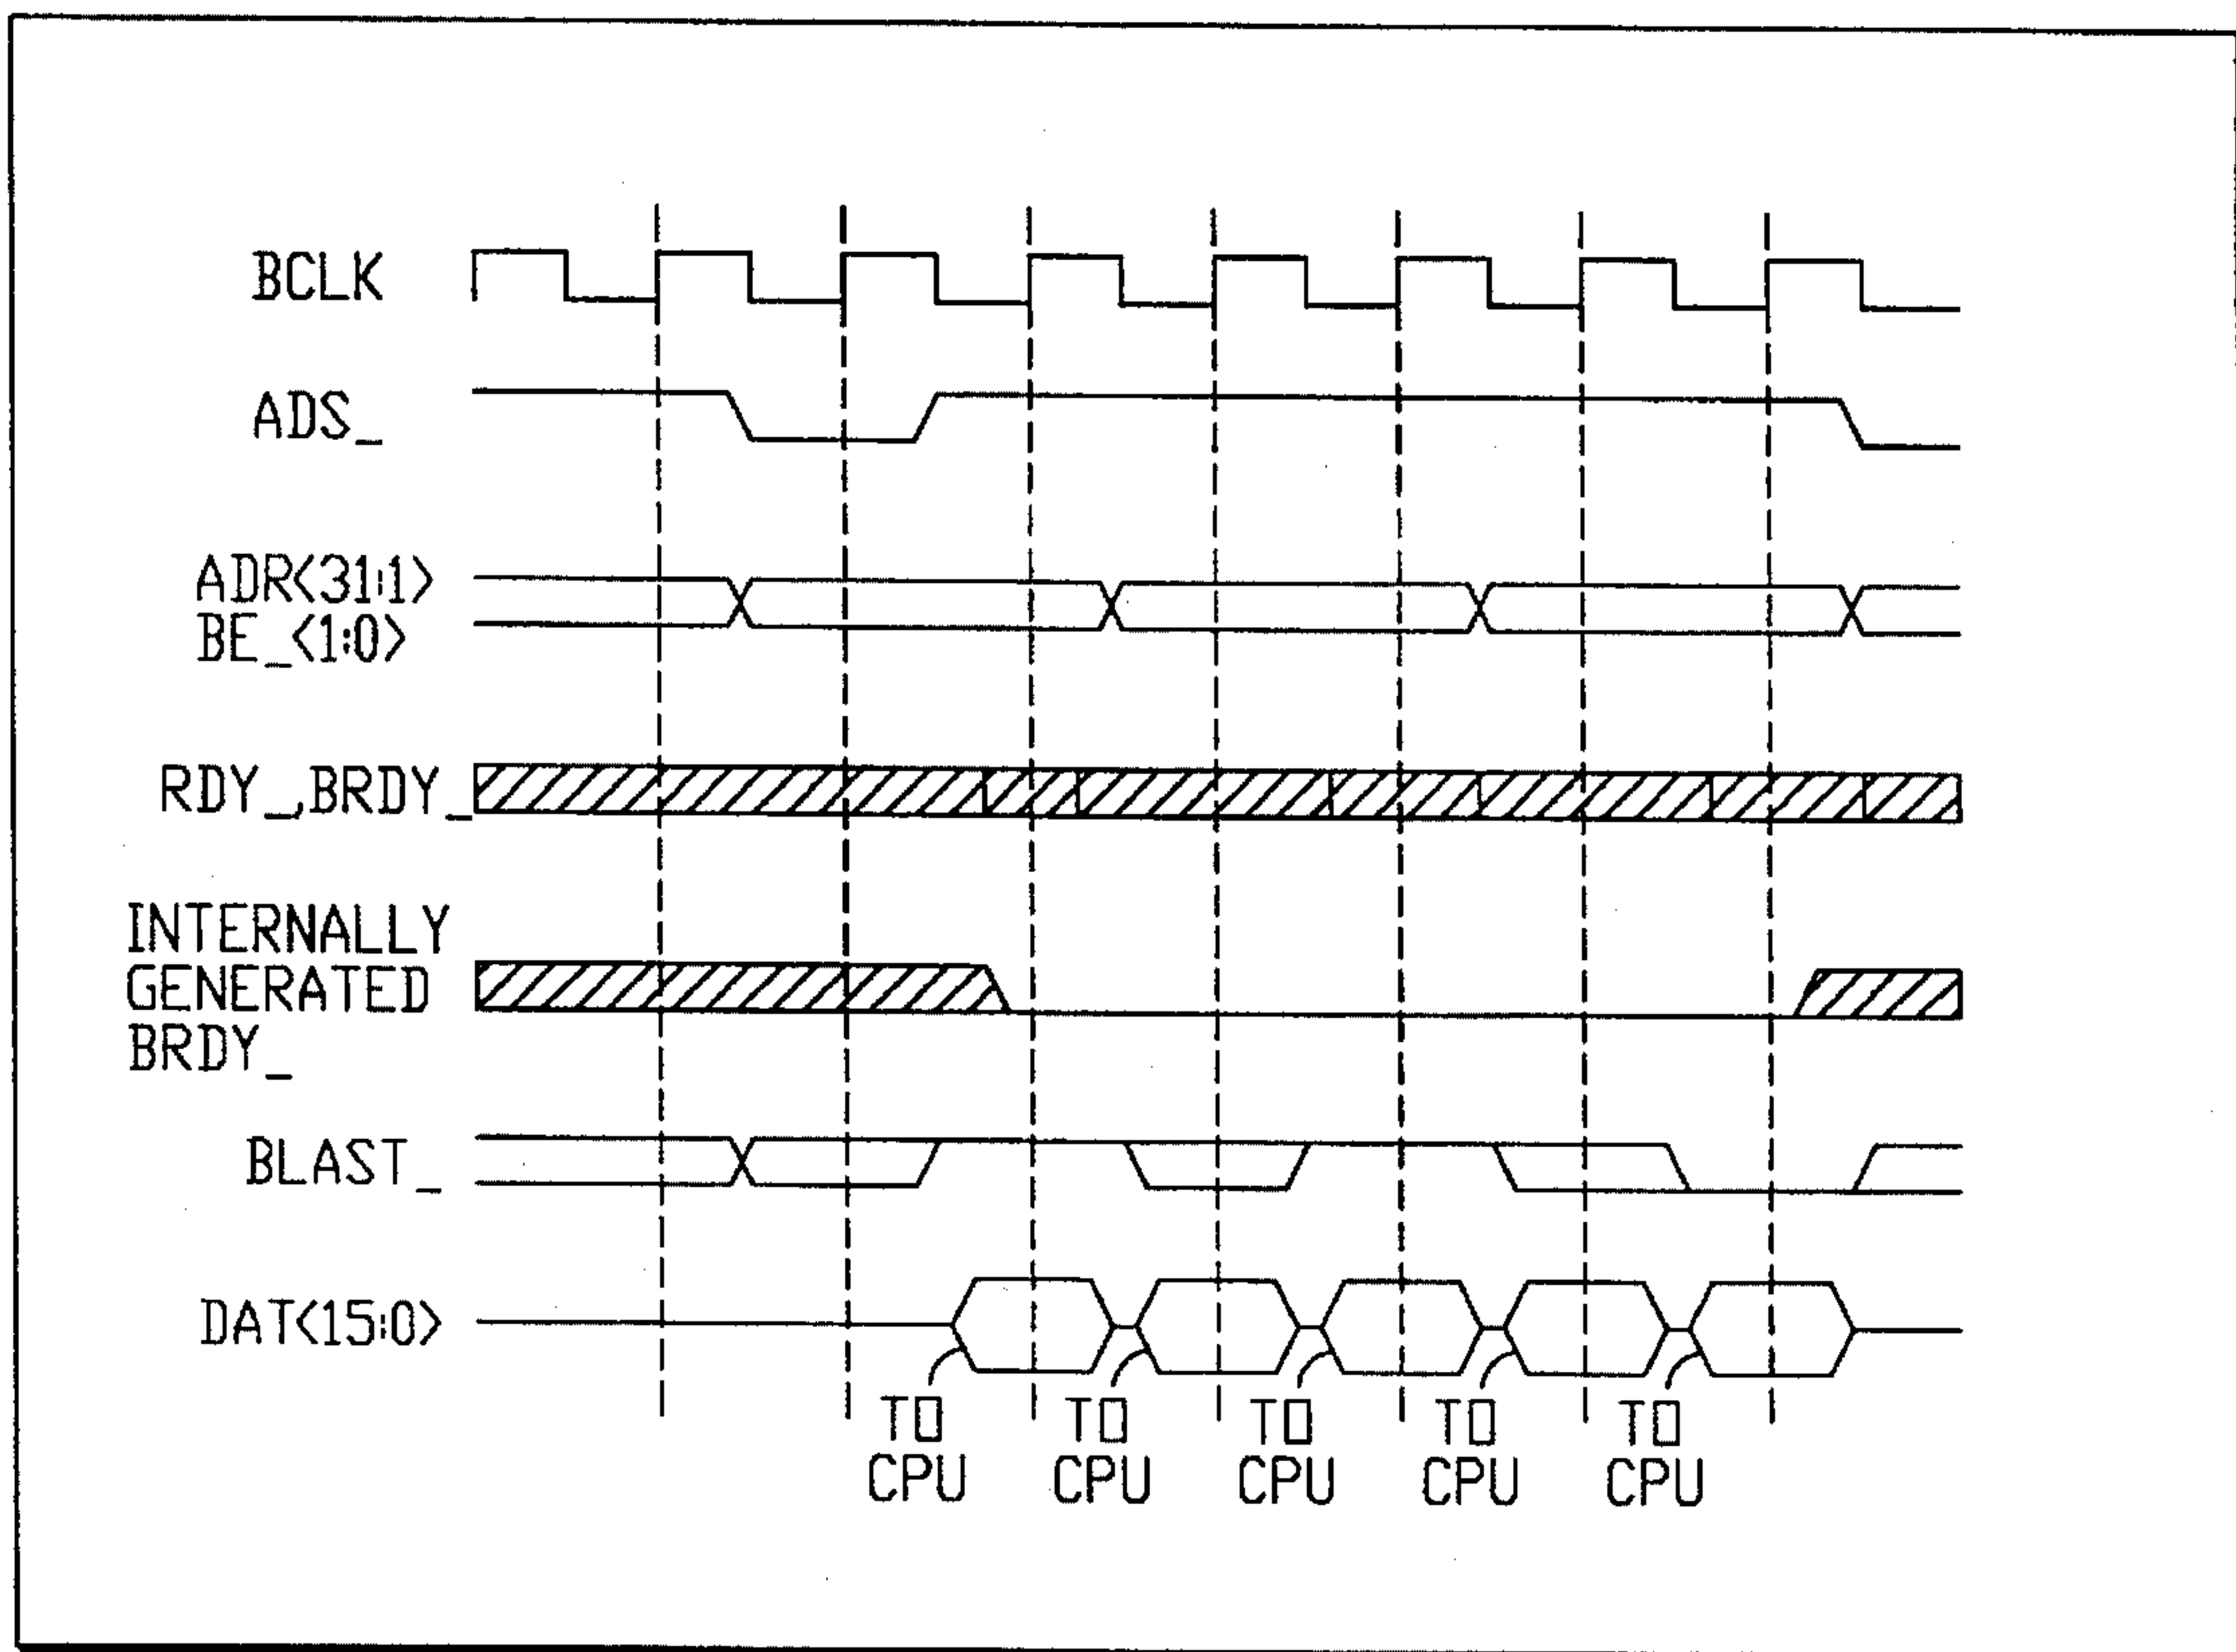 BCLK
ADS_
ADR<31:1>
BE_<1:0>
RDY_,BRDY_
INTERNALLY
GENERATED
BRDY_
BLAST_
DAT<15:0>
TO CPU
TO CPU
TO CPU
TO CPU
TO CPU